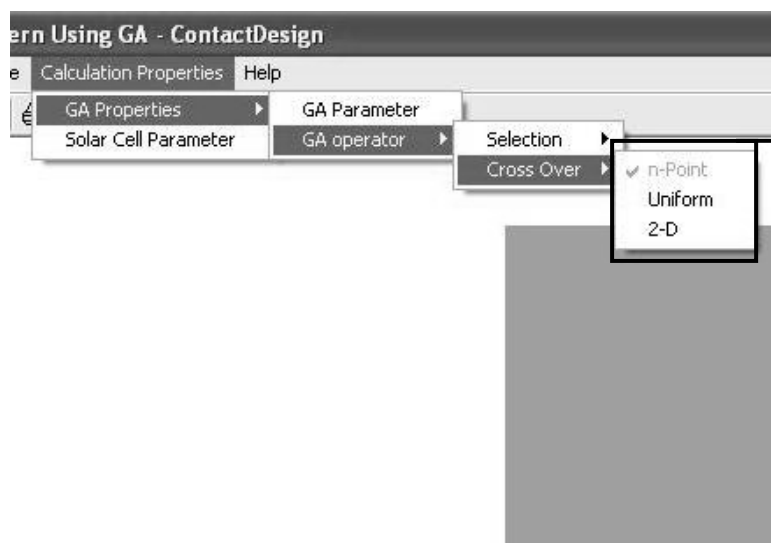 ern Using GA - ContactDesign
e Calculation Properties Help
GA Properties GA Parameter
Solar Cell Parameter GA operator Selection
Cross Over n-Point
Uniform
2-D